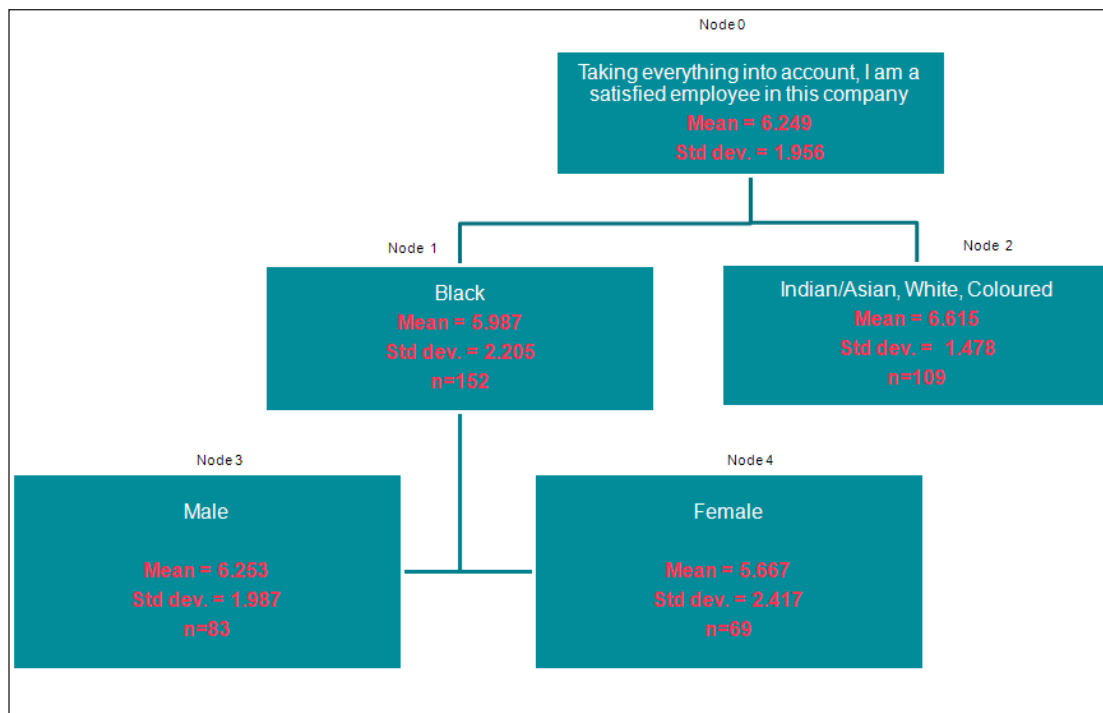 Node 0
Taking everything into account, I am a
satisfied employee in this company
Mean = 6.249
Std dev. = 1.956
Node 1
Black
Mean = 5.987
Std dev. = 2.205
n=152
Node 2
Indian/Asian, White, Coloured
Mean = 6.615
Std dev. = 1.478
n=109
Node 3
Male
Mean = 6.253
Std dev. = 1.987
n=83
Node 4
Female
Mean = 5.667
Std dev. = 2.417
n=69